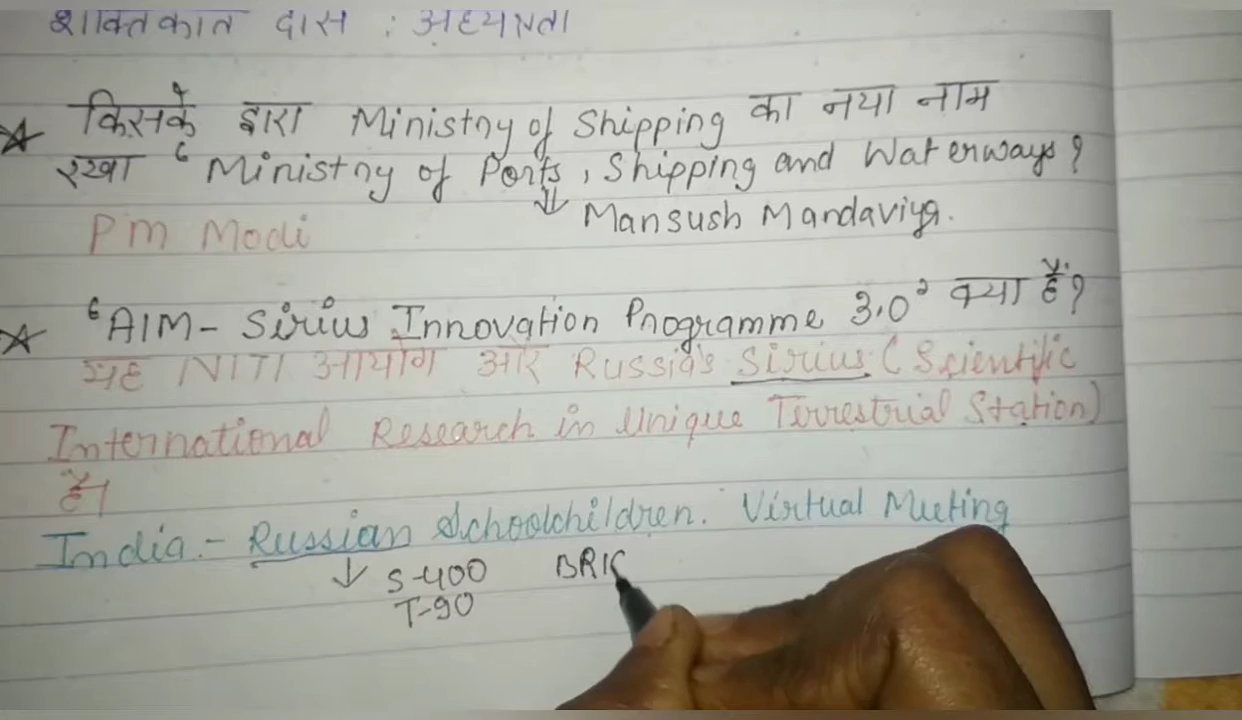 शक्तिकांत दास : अध्यक्षता
किसके द्वारा Ministry of Shipping का नया नाम
रखा 'Ministry of Ports, Shipping and Waterways?
Mansush Mandaviya.
Pm Modi
'AIM- Sirius Innovation Programme 3.0' क्या हैं?
यह NITI आयोग और Russia's Sirius (Scientific
International Research in Unique Terrestrial Station)
हैं।
India - Russian Schoolchildren. Virtual Meeting
S-400 BRIC
T-90